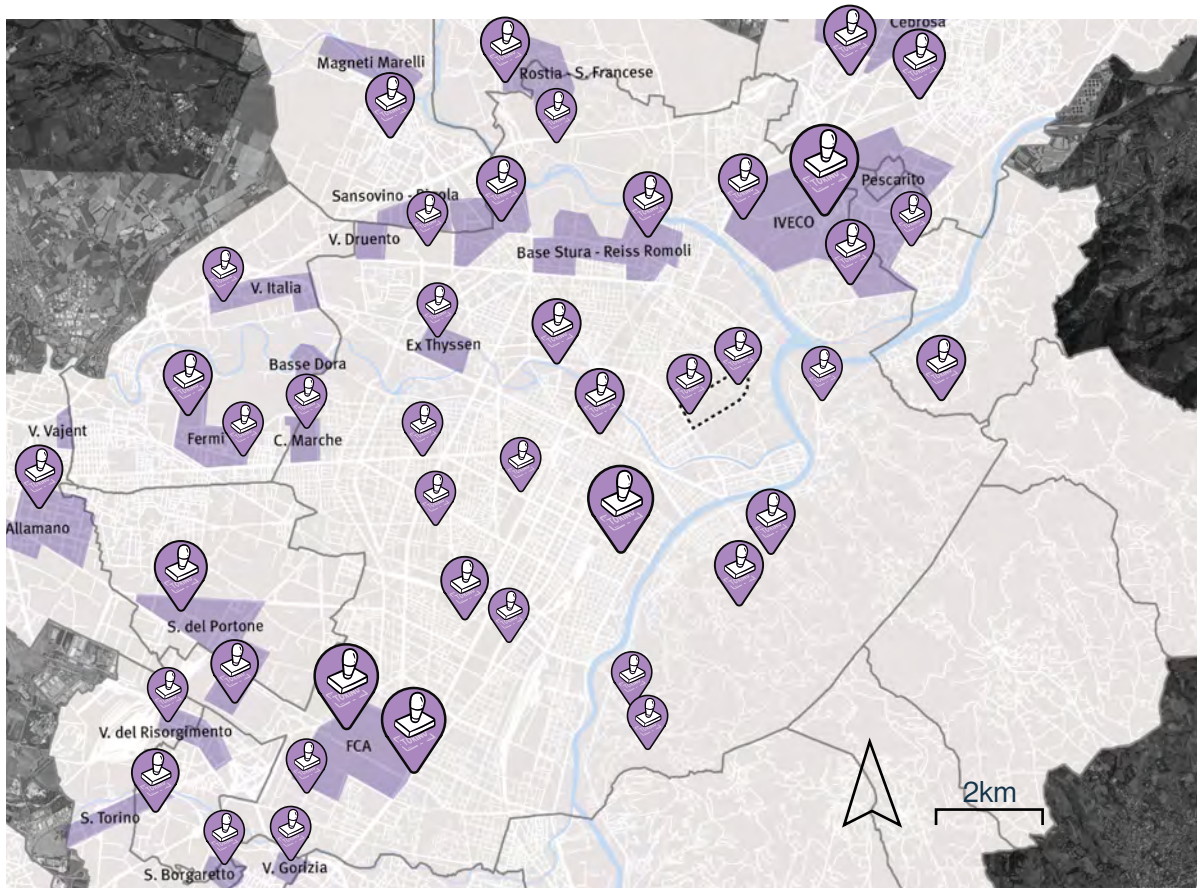 Cebrosa
Magneti Marelli
Rostia - S. Francese
Pescarito
Sansovino -
IVECO
V. Druento
Base Stura - Reiss Romoli
V. Italia
Ex Thyssen
Basse Dora
V. Vajent
Fermi
C. Marche
Allamano
S. del Portone
V. del Risorgimento
FCA
2km
S. Torino
V. Gorizia
S. Borgaretto